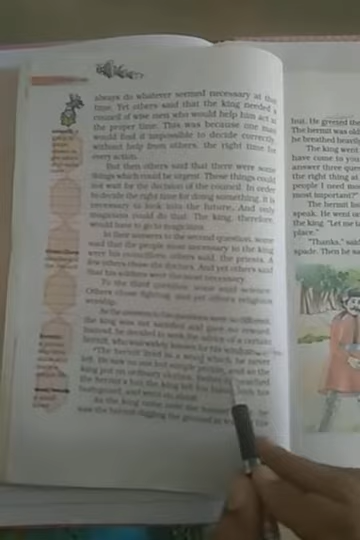 always do whatever seemed necessary at that
time. Yet others said that the king needed a
council of wise men who would help him act at
the proper time. This was because one man
would find it impossible to decide correctly,
without help from others, the right time for
every action.
But then others said that there were some
things which could be urgent. These things could
not wait for the decision of the council. In order
to decide the right time for doing something, it is
necessary to look into the future. And only
magicians could do that. The king, therefore,
would have to go to magicians.
In their answers to the second question, some
said that the people most necessary to the king
were his councillors; others said, the priests. A
few others chose the doctors. And yet others said
that his soldiers were the most necessary.
To the third question, some said science.
Others chose fighting, and yet others religious
worship.
As the answers to his questions were so different,
the king was not satisfied and gave no reward.
Instead, he decided to seek the advice of a certain
hermit, who was widely known for his wisdom.
The hermit lived in a wood which he never
left. He saw no one but simple people, and so the
king put on ordinary clothes. Before he reached
the hermit's hut the king left his horse with his
bodyguard, and went on alone.
As the king came near the hermit's hut, he
saw the hermit digging the ground in front of his
hut. He greeted the
The hermit was old
he breathed heavily
The king went
have come to you
answer three ques
the right thing at
people I need mos
most important?"
The hermit
speak. He went
the king. "Let me
place."
"Thanks," said
spade. Then he sa